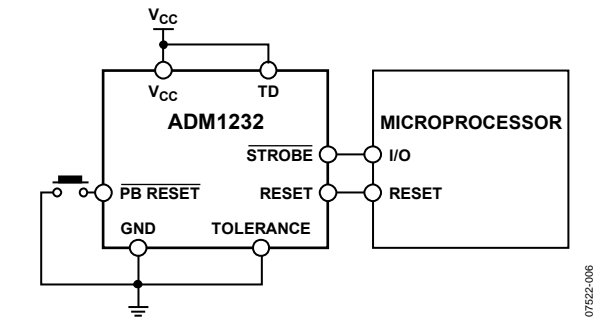 VCC
VCC
TD
ADM1232
MICROPROCESSOR
STROBE
I/O
PB RESET
RESET
RESET
GND
TOLERANCE
07522-006